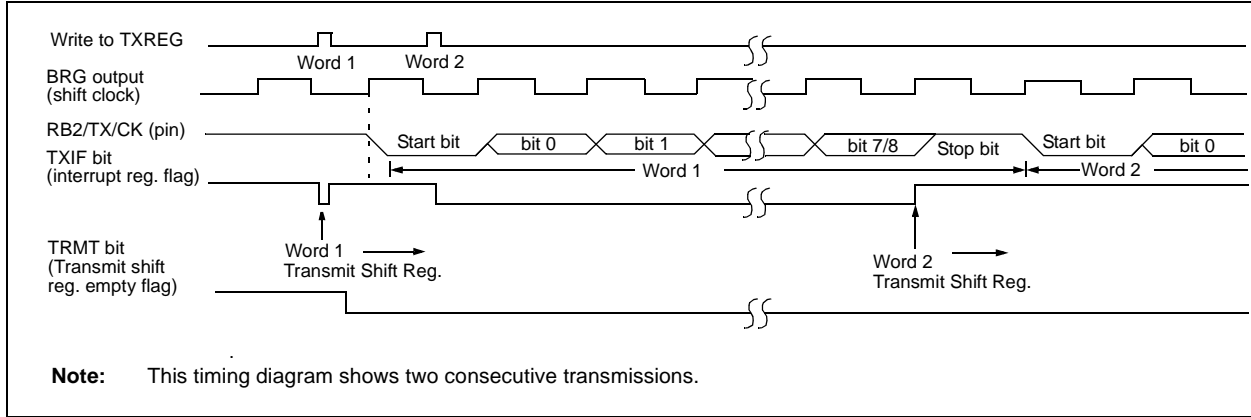 Write to TXREG
Word 1 Word 2
BRG output
(shift clock)
RB2/TX/CK (pin)
Start bit bit 0 bit 1 bit 7/8 Stop bit Start bit bit 0
TXIF bit
(interrupt reg. flag)
Word 1 Word 2
Word 1
Transmit Shift Reg.
Word 2
Transmit Shift Reg.
TRMT bit
(Transmit shift
reg. empty flag)
Note: This timing diagram shows two consecutive transmissions.